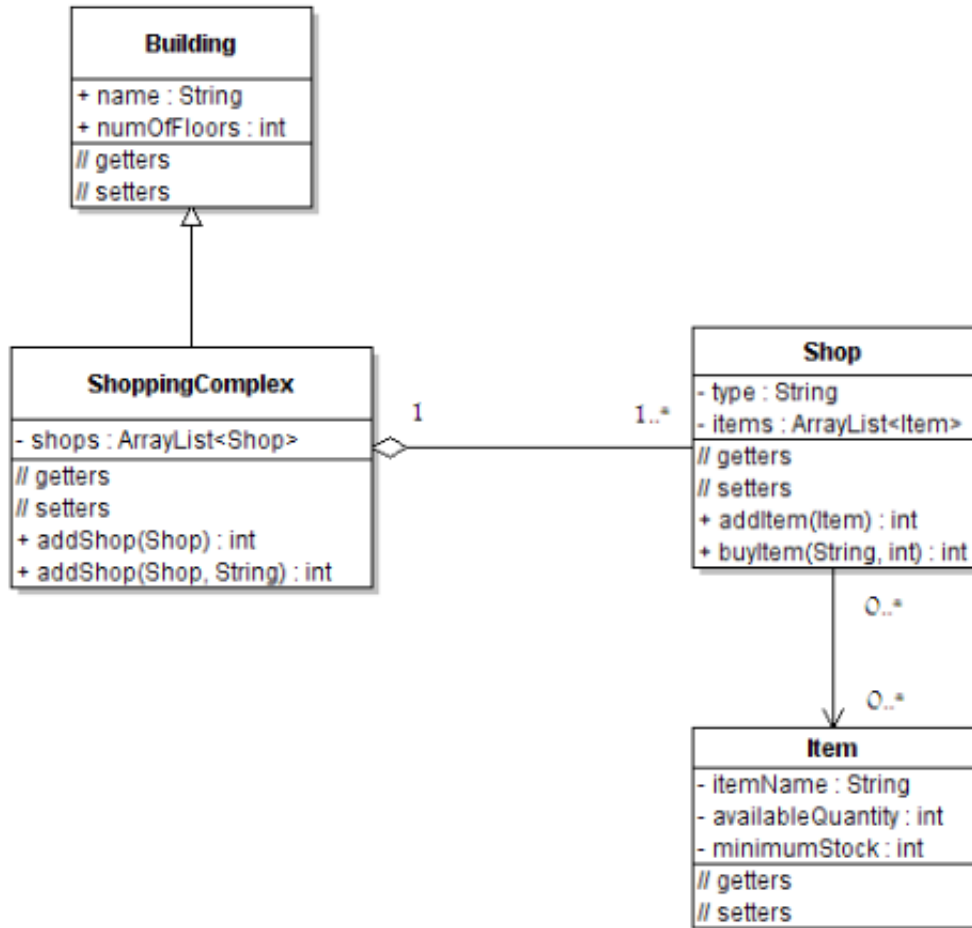 Building
+ name : String
+ numOfFloors : int
// getters
// setters
ShoppingComplex
- shops : ArrayList<Shop>
// getters
// setters
+ addShop(Shop) : int
+ addShop(Shop, String) : int
1
1..*
Shop
- type : String
- items : ArrayList<Item>
// getters
// setters
+ addItem(Item) : int
+ buyItem(String, int) : int
0..*
0..*
Item
- itemName : String
- availableQuantity : int
- minimumStock : int
// getters
// setters